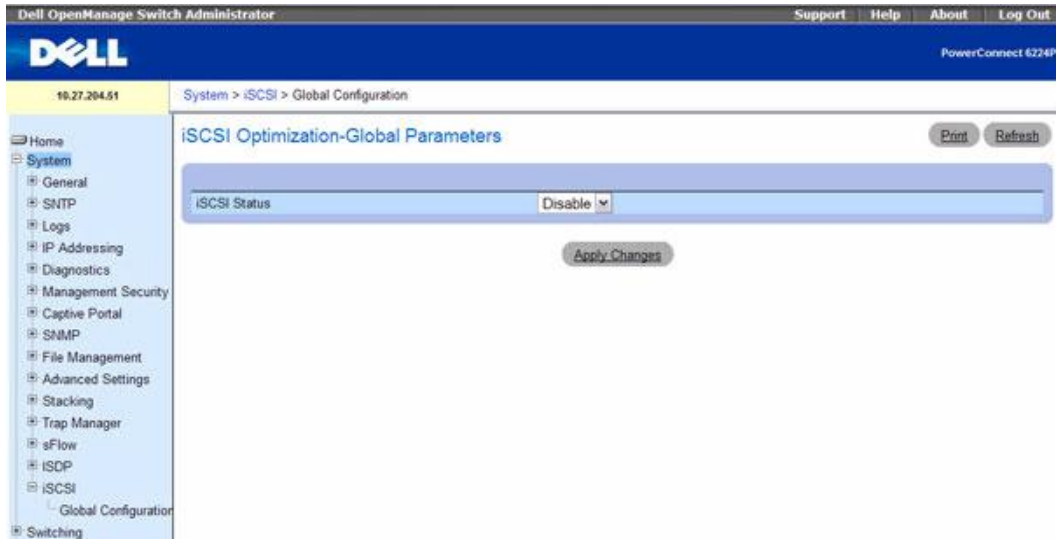 Dell OpenManage Switch Administrator
Support Help About Log Out
DELL
PowerConnect 6224P
10.27.204.51
System > iSCSI > Global Configuration
Home
System
General
SNTP
Logs
IP Addressing
Diagnostics
Management Security
Captive Portal
SNMP
File Management
Advanced Settings
Stacking
Trap Manager
sFlow
ISDP
iSCSI
Global Configuration
Switching
iSCSI Optimization-Global Parameters
Print Refresh
iSCSI Status Disable
Apply Changes